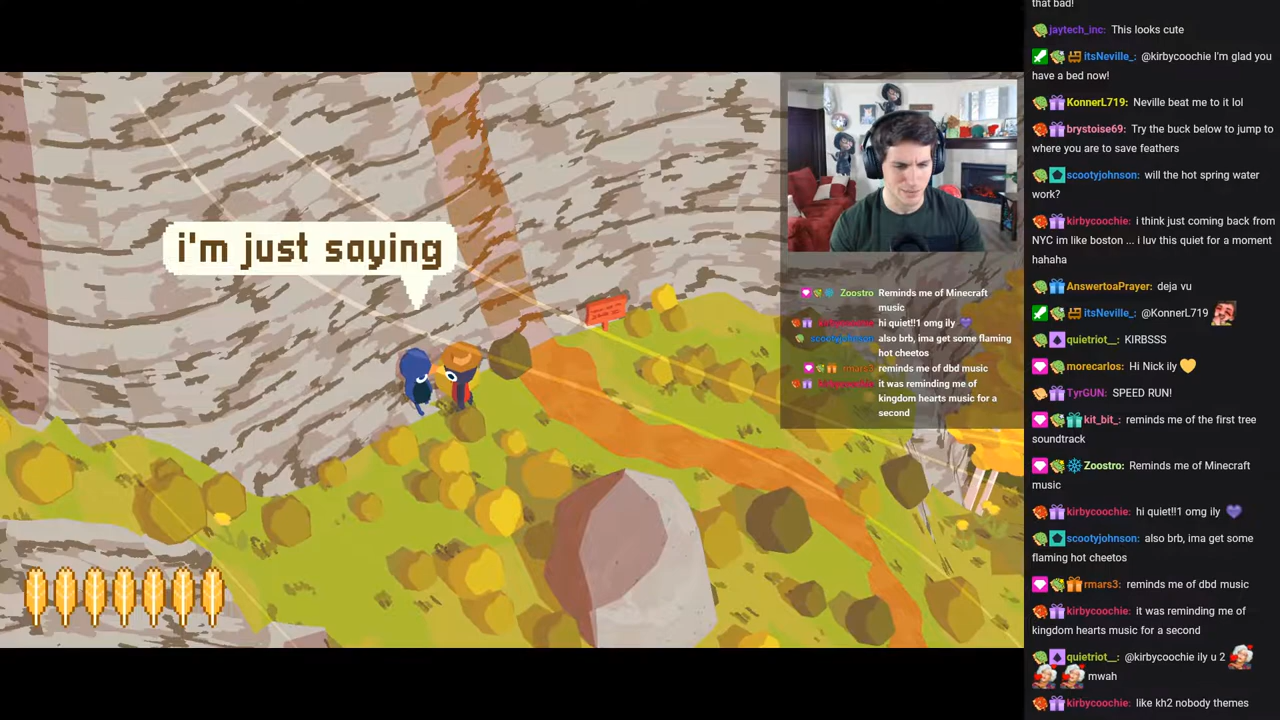 i'm just saying
Zoostro Reminds me of Minecraft
music
kirbycoochie hi quiet!!1 omg ily
scootyjohnson also brb, ima get some flaming
hot cheetos
rmars3 reminds me of dbd music
kirbycoochie it was reminding me of
kingdom hearts music for a
second
that bad!
jaytech_inc: This looks cute
itsNeville_: @kirbycoochie I'm glad you
have a bed now!
KonnerL719: Neville beat me to it lol
brystoise69: Try the buck below to jump to
where you are to save feathers
scootyjohnson: will the hot spring water
work?
kirbycoochie: i think just coming back from
NYC im like boston ... i luv this quiet for a moment
hahaha
AnswertoaPrayer: deja vu
itsNeville_: @KonnerL719
quietriot__: KIRBSSS
morecarlos: Hi Nick ily
TyrGUN: SPEED RUN!
kit_bit_: reminds me of the first tree
soundtrack
Zoostro: Reminds me of Minecraft
music
kirbycoochie: hi quiet!!1 omg ily
scootyjohnson: also brb, ima get some
flaming hot cheetos
rmars3: reminds me of dbd music
kirbycoochie: it was reminding me of
kingdom hearts music for a second
quietriot__: @kirbycoochie ily u 2
mwah
kirbycoochie: like kh2 nobody themes